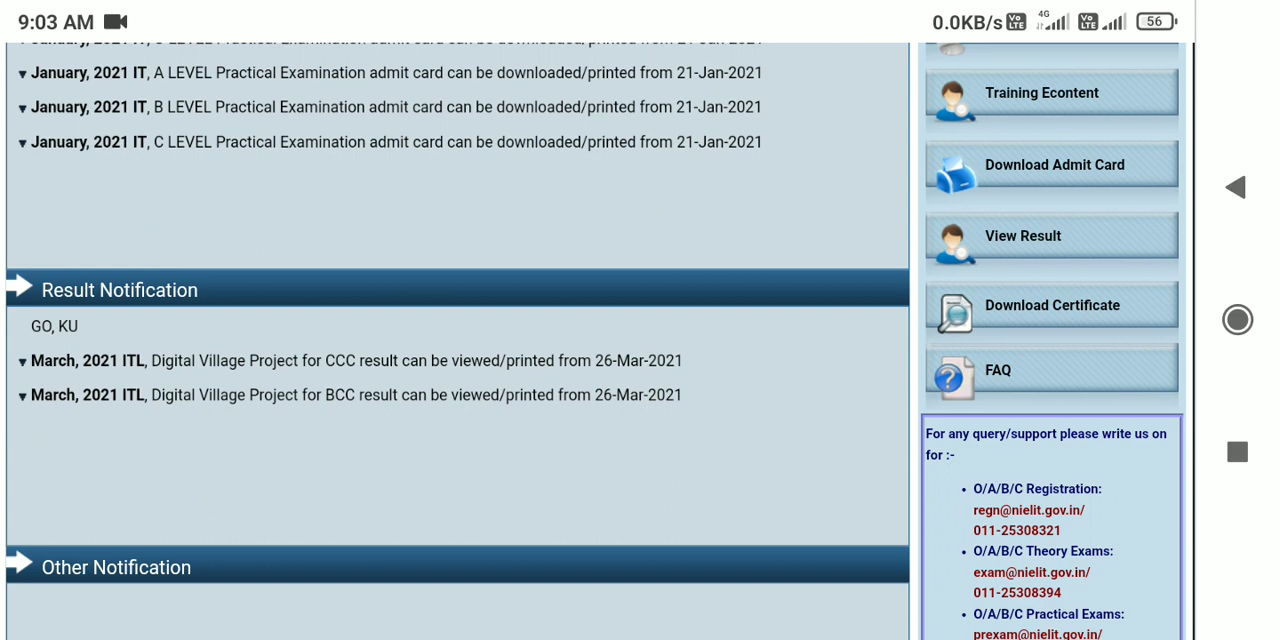 9:03 AM
0.0KB/s Vo LTE 4G Vo LTE 56
January, 2021 IT, A LEVEL Practical Examination admit card can be downloaded/printed from 21-Jan-2021
January, 2021 IT, B LEVEL Practical Examination admit card can be downloaded/printed from 21-Jan-2021
January, 2021 IT, C LEVEL Practical Examination admit card can be downloaded/printed from 21-Jan-2021
Result Notification
GO, KU
March, 2021 ITL, Digital Village Project for CCC result can be viewed/printed from 26-Mar-2021
March, 2021 ITL, Digital Village Project for BCC result can be viewed/printed from 26-Mar-2021
Other Notification
Training Econtent
Download Admit Card
View Result
Download Certificate
FAQ
For any query/support please write us on
for :-
• O/A/B/C Registration:
regn@nielit.gov.in/
011-25308321
• O/A/B/C Theory Exams:
exam@nielit.gov.in/
011-25308394
• O/A/B/C Practical Exams:
prexam@nielit.gov.in/